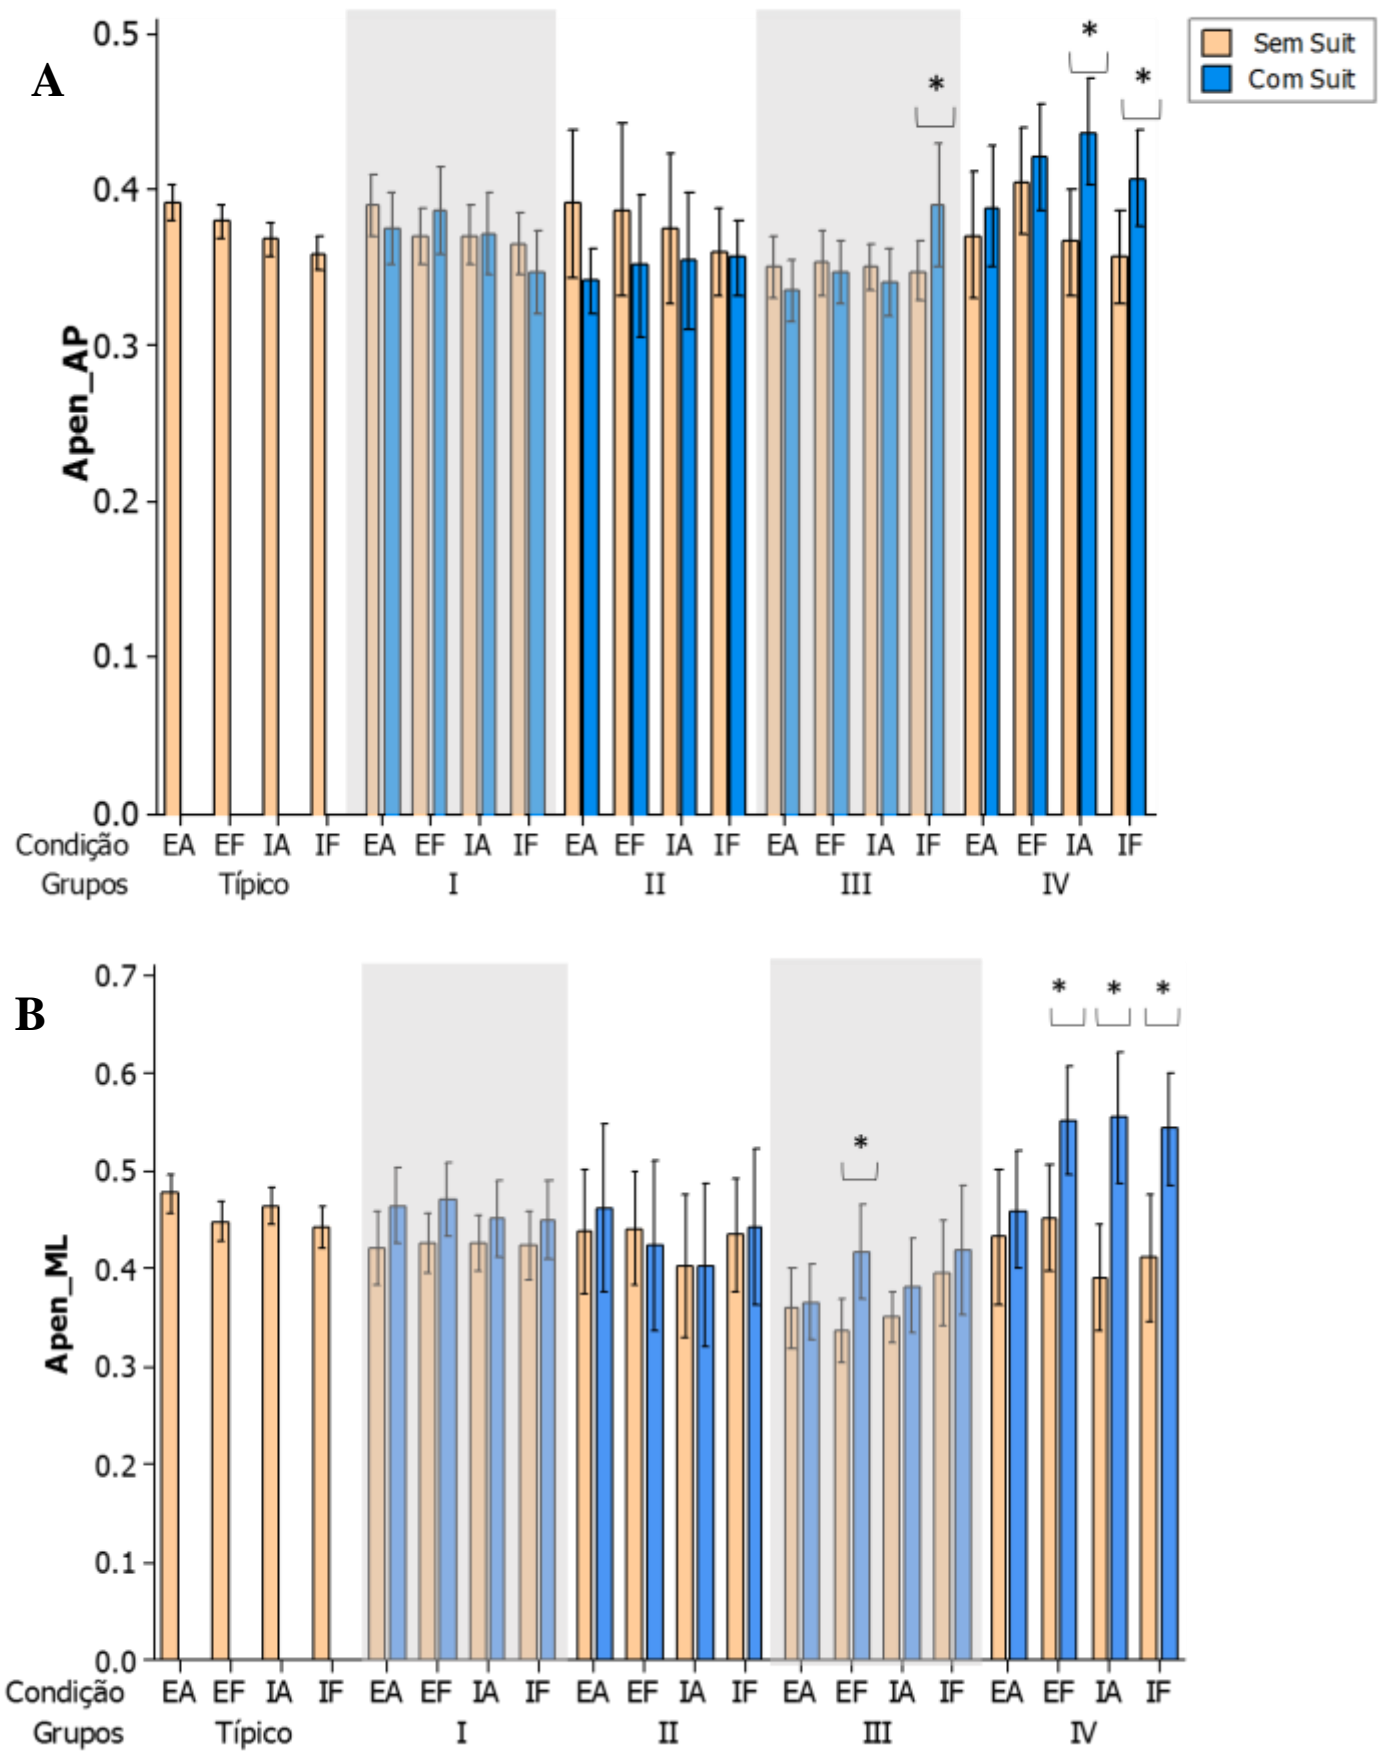 A
0.5
0.4
0.3
0.2
0.1
0.0
Apen_AP
* * *
Sem Suit
Com Suit
Condição EA EF IA IF EA EF IA IF EA EF IA IF EA EF IA IF EA EF IA IF
Grupos Típico I II III IV
B
0.7
0.6
0.5
0.4
0.3
0.2
0.1
0.0
Apen_ML
* * * *
Condição EA EF IA IF EA EF IA IF EA EF IA IF EA EF IA IF EA EF IA IF
Grupos Típico I II III IV